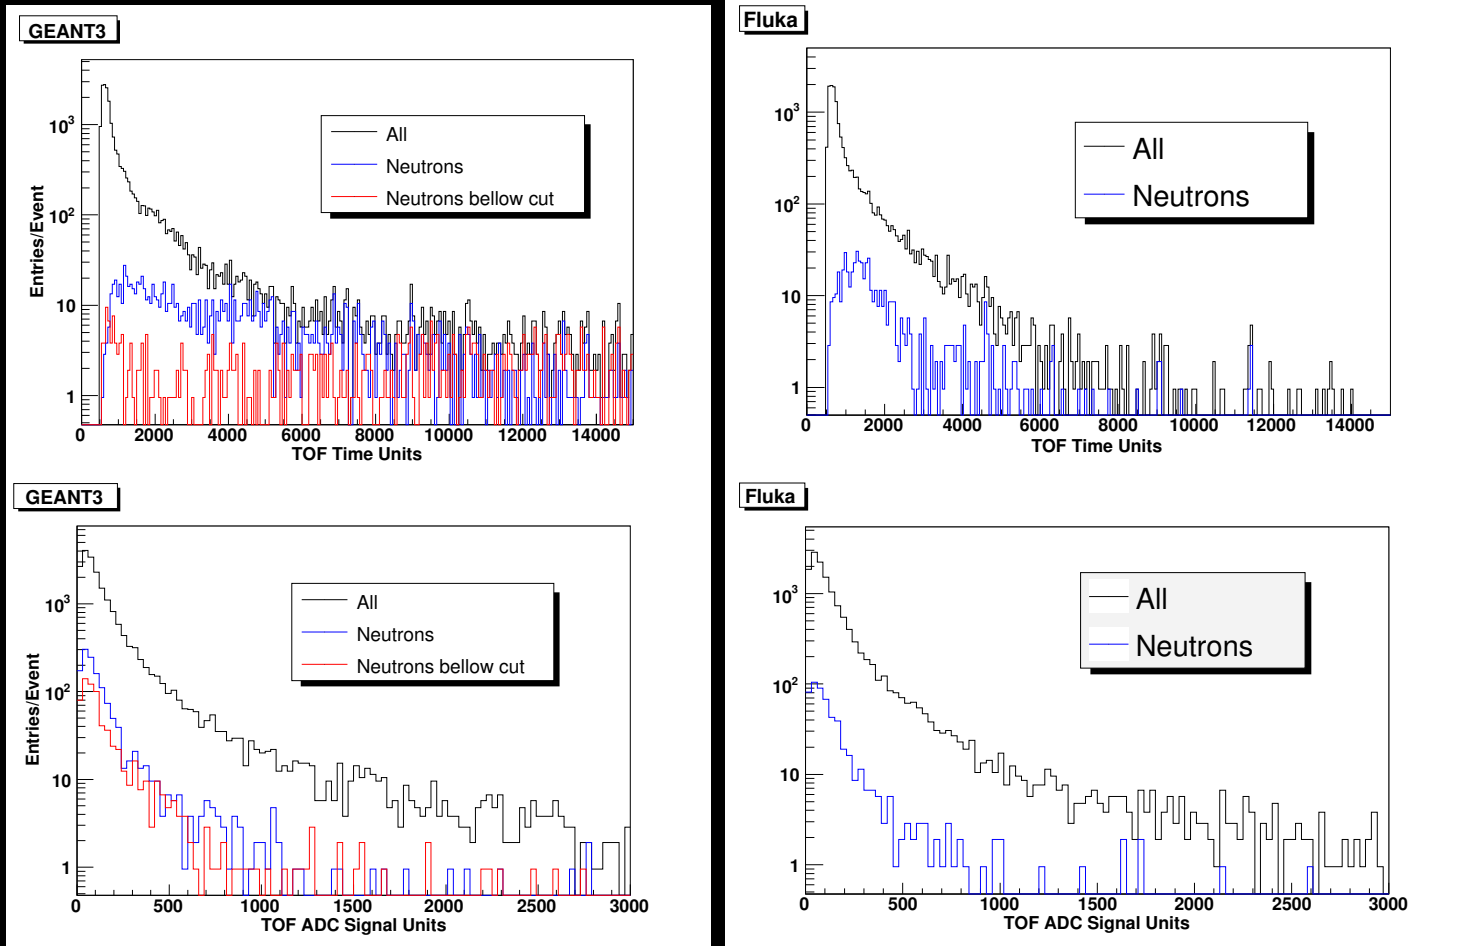 GEANT3
Entries/Event
10³
10²
10
1
All
Neutrons
Neutrons bellow cut
0 2000 4000 6000 8000 10000 12000 14000
TOF Time Units
Fluka
10³
10²
10
1
All
Neutrons
0 2000 4000 6000 8000 10000 12000 14000
TOF Time Units
GEANT3
Entries/Event
10³
10²
10
1
All
Neutrons
Neutrons bellow cut
0 500 1000 1500 2000 2500 3000
TOF ADC Signal Units
Fluka
10³
10²
10
1
All
Neutrons
0 500 1000 1500 2000 2500 3000
TOF ADC Signal Units